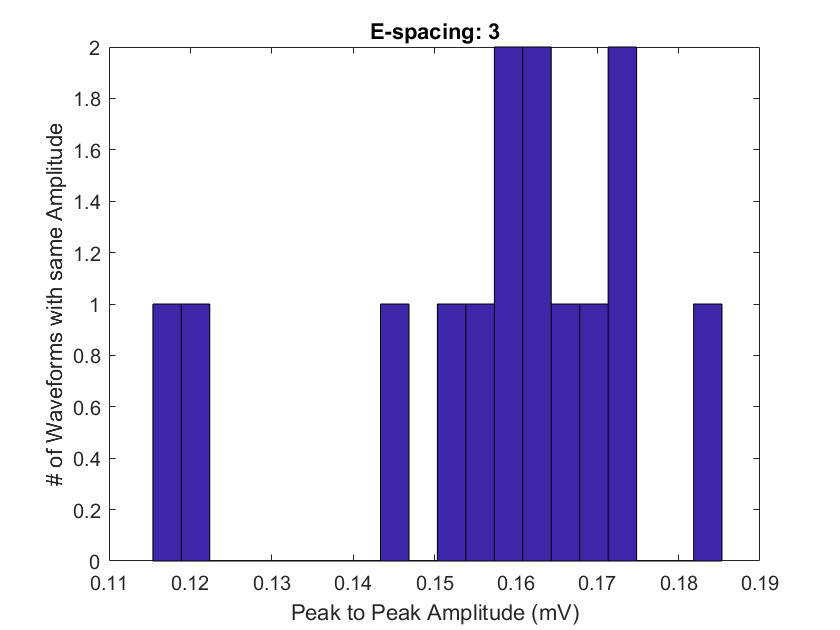 E-spacing: 3
# of Waveforms with same Amplitude
2
1.8
1.6
1.4
1.2
1
0.8
0.6
0.4
0.2
0
0.11 0.12 0.13 0.14 0.15 0.16 0.17 0.18 0.19
Peak to Peak Amplitude (mV)